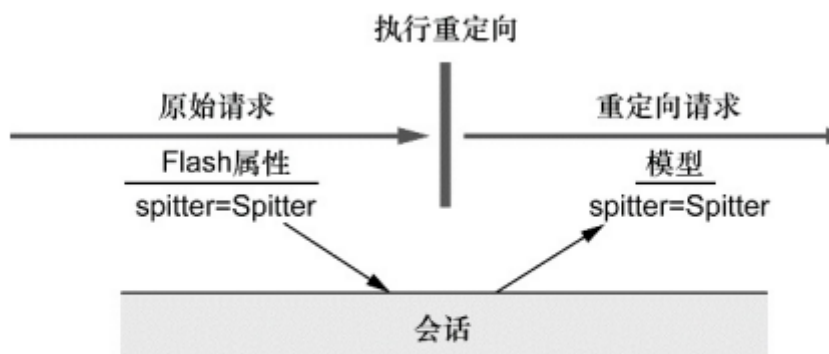 执行重定向
原始请求
重定向请求
Flash属性
模型
spitter=Spitter
spitter=Spitter
会话